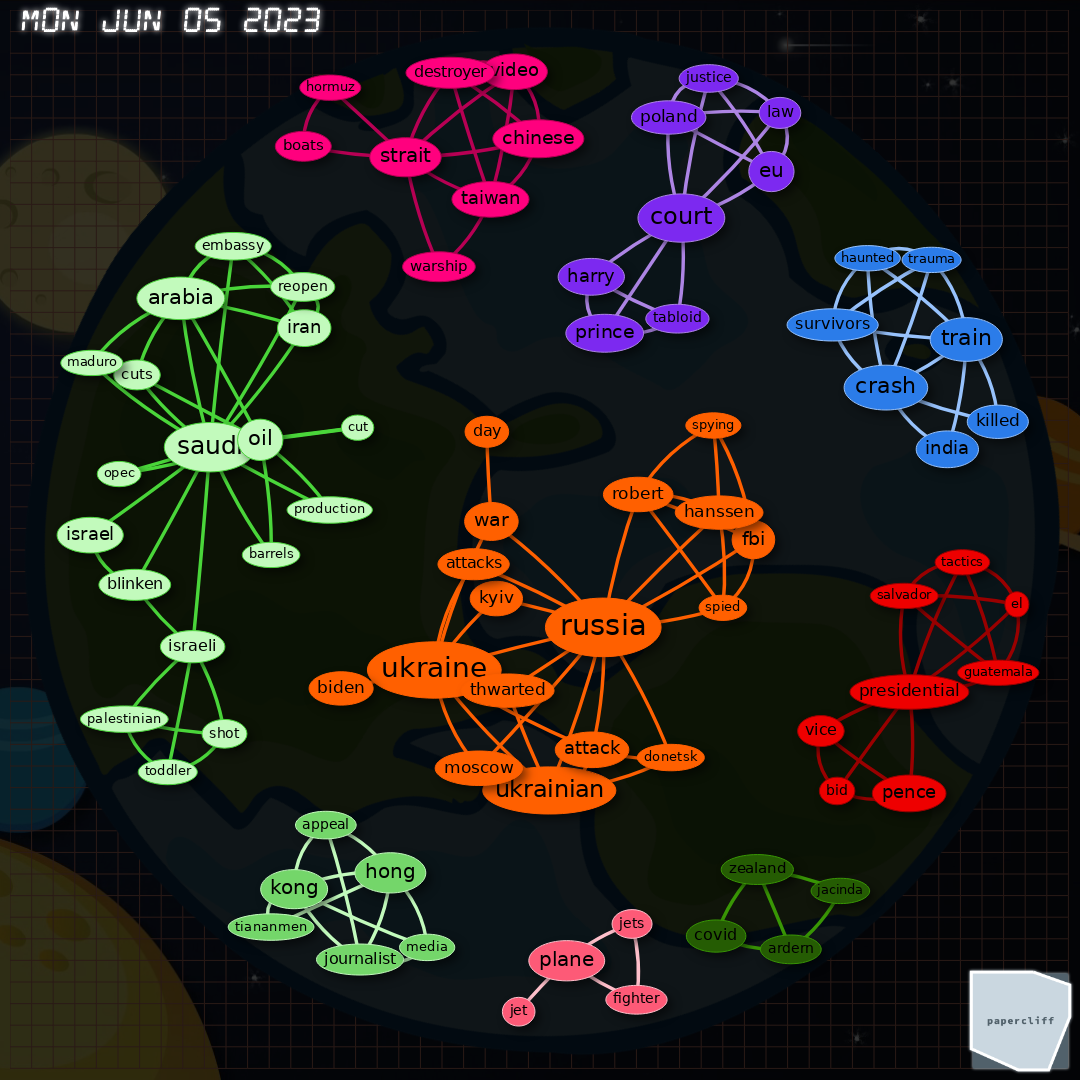 MON JUN 05 2023
hormuz
destroyer
video
boats
strait
chinese
taiwan
warship
justice
poland
law
eu
court
harry
prince
tabloid
haunted
trauma
survivors
train
crash
killed
india
embassy
arabia
reopen
iran
maduro
cuts
saudi
oil
cut
opec
production
israel
barrels
blinken
israeli
palestinian
shot
toddler
day
war
attacks
kyiv
russia
ukraine
biden
thwarted
attack
moscow
donetsk
ukrainian
spying
robert
hanssen
fbi
spied
tactics
salvador
el
guatemala
presidential
vice
bid
pence
appeal
hong
kong
tiananmen
media
journalist
jets
plane
fighter
jet
zealand
jacinda
covid
ardern
papercliff